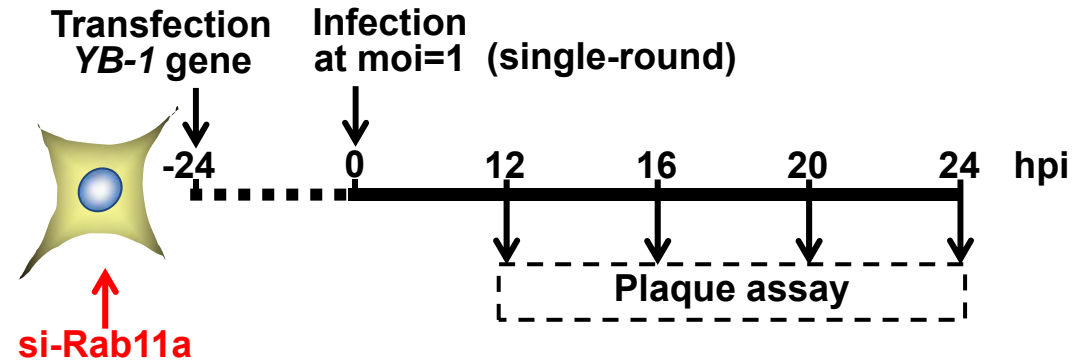 Transfection
YB-1 gene
Infection
at moi=1 (single-round)
-24 0 12 16 20 24 hpi
Plaque assay
si-Rab11a